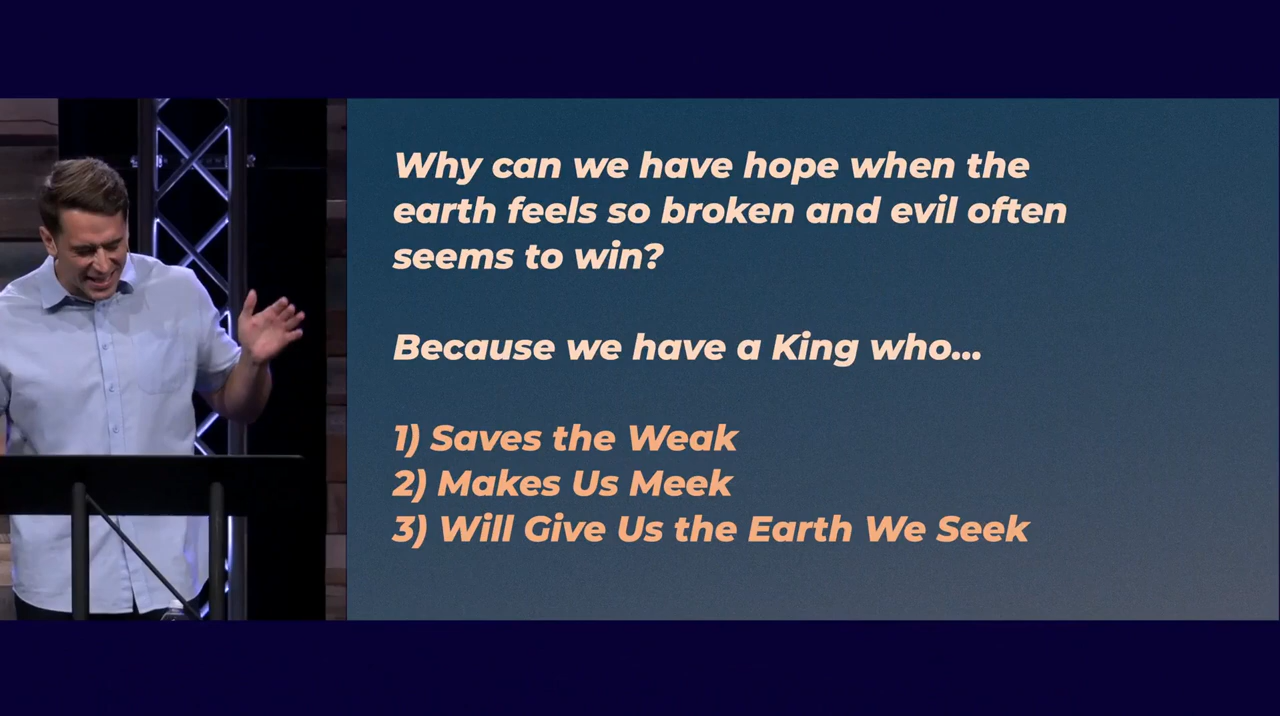 Why can we have hope when the
earth feels so broken and evil often
seems to win?
Because we have a King who...
1) Saves the Weak
2) Makes Us Meek
3) Will Give Us the Earth We Seek